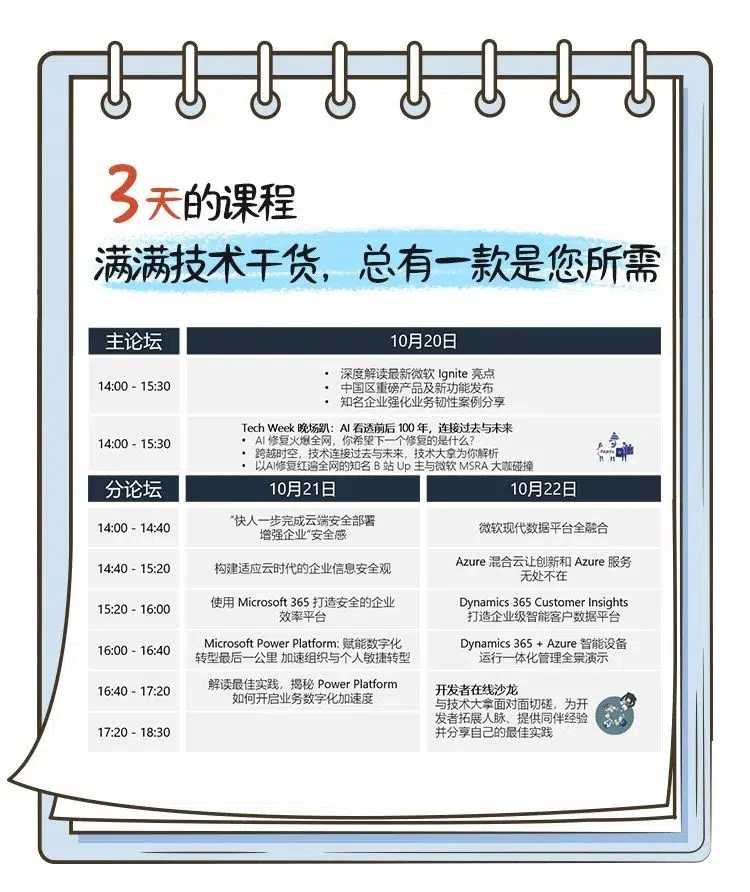 3天的课程
满满技术干货，总有一款是您所需
主论坛
10月20日
14:00 - 15:30
• 深度解读最新微软 Ignite 亮点
• 中国区重磅产品及新功能发布
• 知名企业强化业务韧性案例分享
14:00 - 15:30
Tech Week 晚场趴：AI 看透前后 100 年，连接过去与未来
• AI 修复火爆全网，你希望下一个修复的是什么?
• 跨越时空，技术连接过去与未来，技术大拿为你解析
• 以AI修复红遍全网的知名 B 站 Up 主与微软 MSRA 大咖碰撞
PARTY
分论坛
10月21日
10月22日
14:00 - 14:40
“快人一步完成云端安全部署
增强企业”安全感
微软现代数据平台全融合
14:40 - 15:20
构建适应云时代的企业信息安全观
Azure 混合云让创新和 Azure 服务
无处不在
15:20 - 16:00
使用 Microsoft 365 打造安全的企业
效率平台
Dynamics 365 Customer Insights
打造企业级智能客户数据平台
16:00 - 16:40
Microsoft Power Platform: 赋能数字化
转型最后一公里 加速组织与个人敏捷转型
Dynamics 365 + Azure 智能设备
运行一体化管理全景演示
16:40 - 17:20
解读最佳实践，揭秘 Power Platform
如何开启业务数字化加速度
开发者在线沙龙
与技术大拿面对面切磋，为开
发者拓展人脉、提供同伴经验
并分享自己的最佳实践
17:20 - 18:30